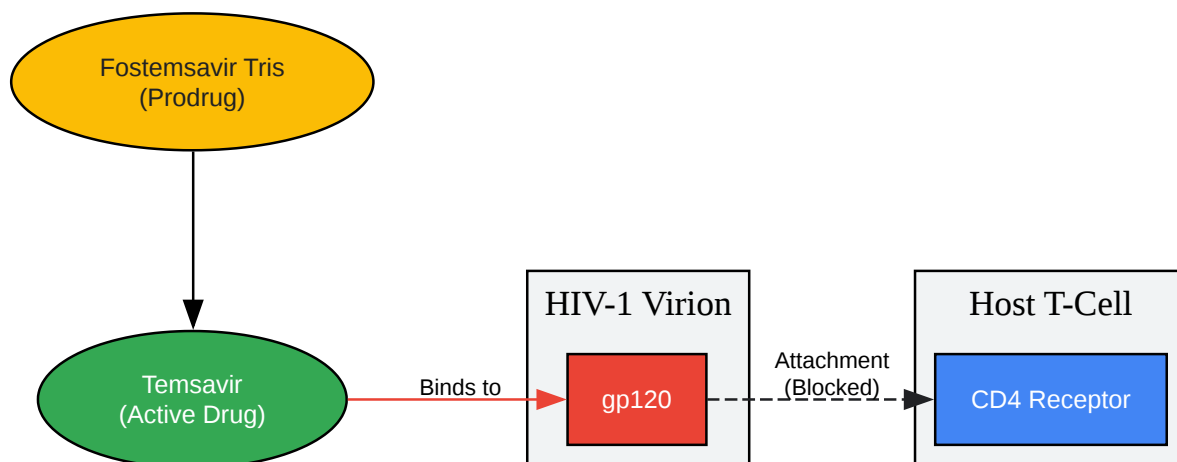 Fostemsavir Tris
(Prodrug)
HIV-1 Virion
Host T-Cell
Temsavir
(Active Drug)
Binds to
gp120
Attachment
(Blocked)
CD4 Receptor